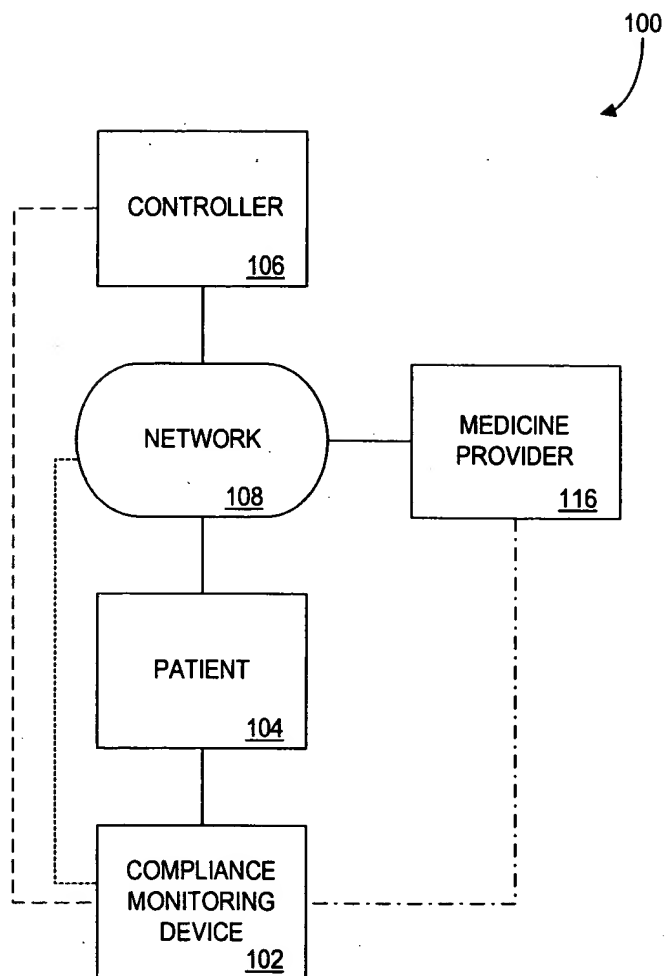 100
CONTROLLER
106
NETWORK
108
MEDICINE
PROVIDER
116
PATIENT
104
COMPLIANCE
MONITORING
DEVICE
102